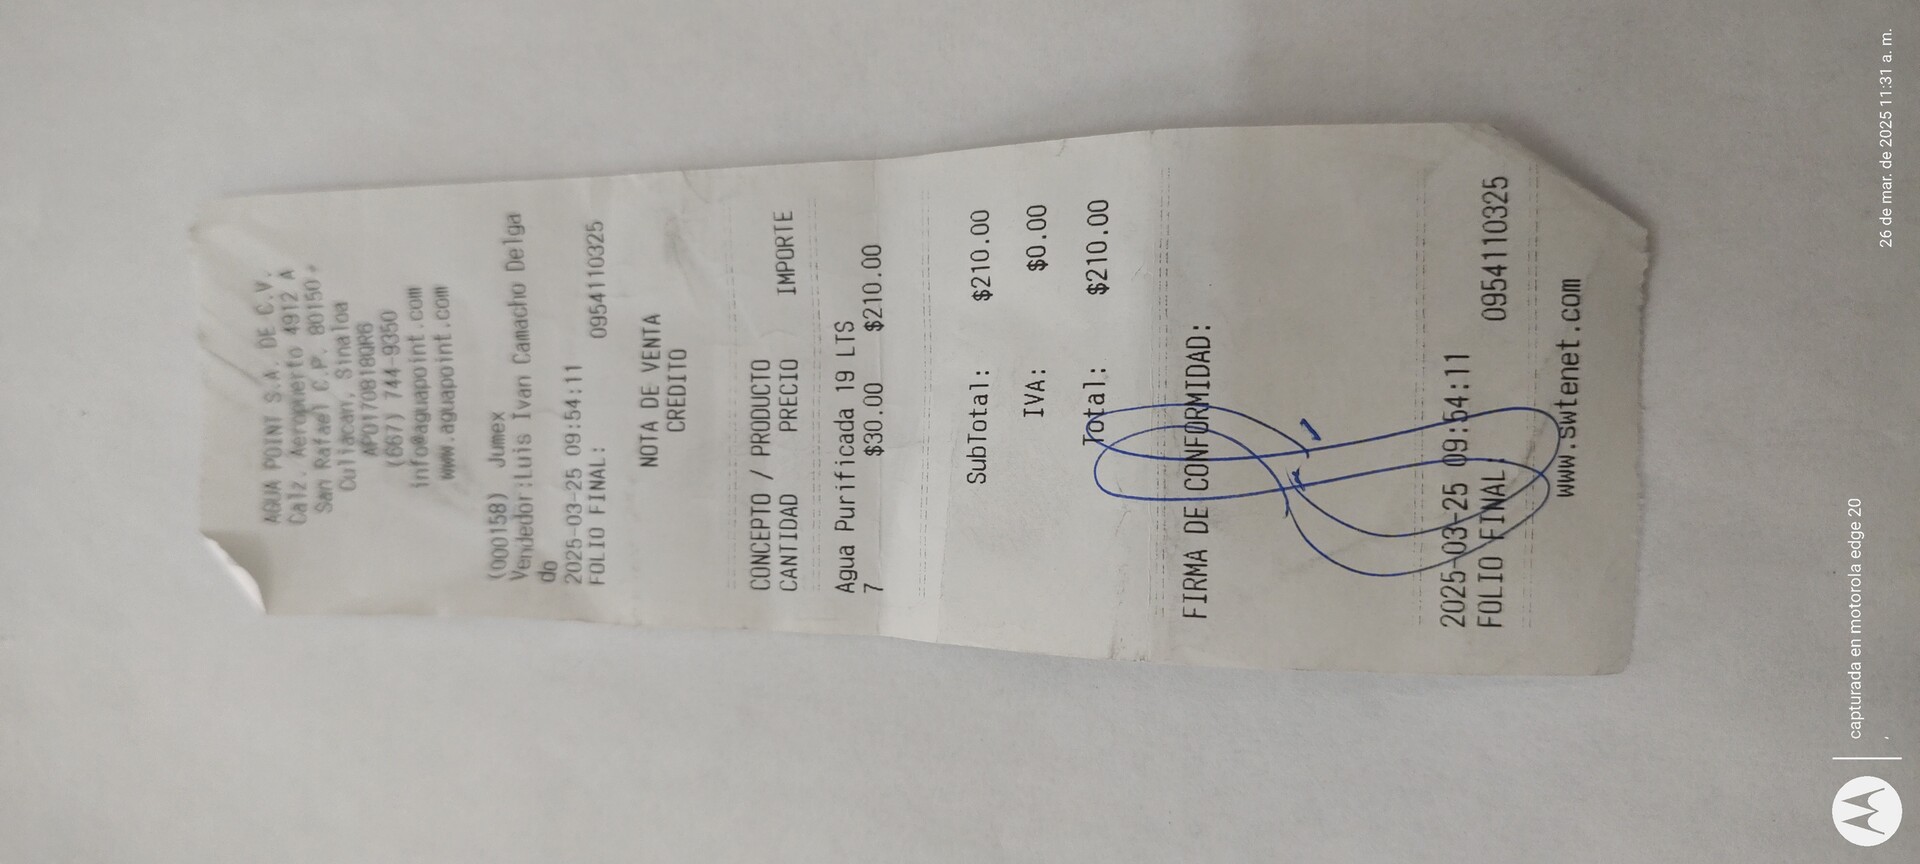 AGUA POINT S.A. DE C.V.
Calz. Aeropuerto 4912 A
San Rafael C.P. 80150,
Culiacan, Sinaloa
APO170818QR6
(667) 744-9350
info@aguapoint.com
www.aguapoint.com
(000158) Jumex
Vendedor:Luis Ivan Camacho Delga
do
2025-03-25 09:54:11
FOLIO FINAL: 0954110325
NOTA DE VENTA
CREDITO
CONCEPTO / PRODUCTO
CANTIDAD PRECIO IMPORTE
Agua Purificada 19 LTS
7 $30.00 $210.00
SubTotal: $210.00
IVA: $0.00
Total: $210.00
FIRMA DE CONFORMIDAD:
2025-03-25 09:54:11
FOLIO FINAL: 0954110325
www.swtenet.com
capturada en motorola edge 20
26 de mar. de 2025 11:31 a. m.